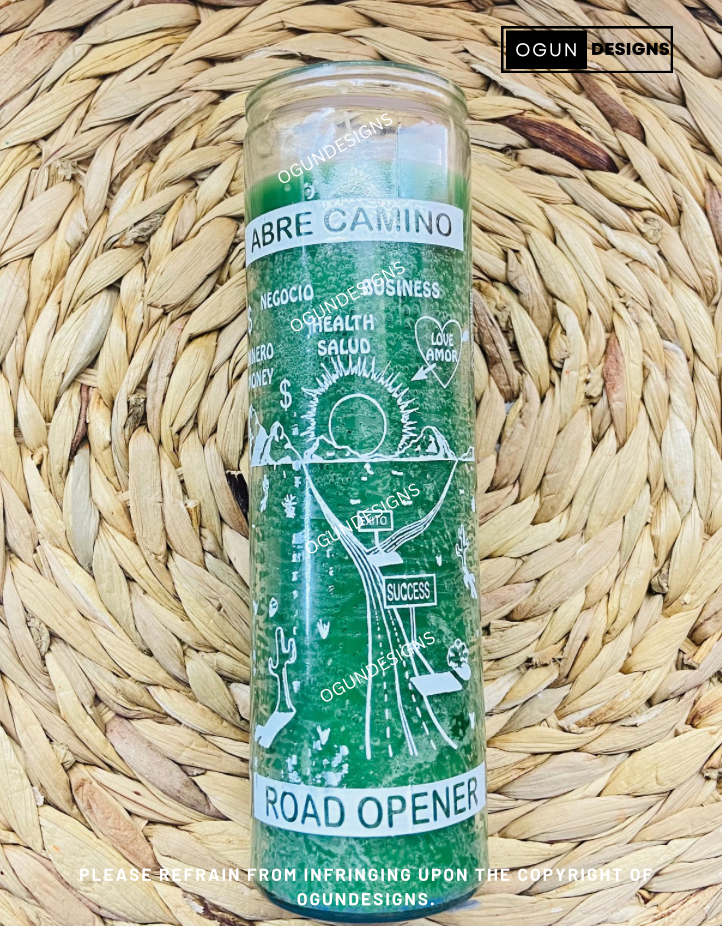 OGUN DESIGNS
OGUNDESIGNS
ABRE CAMINO
NEGOCIO BUSINESS
OGUNDESIGNS
HEALTH
SALUD
LOVE
AMOR
$
OGUNDESIGNS
EXITO
SUCCESS
OGUNDESIGNS
ROAD OPENER
PLEASE REFRAIN FROM INFRINGING UPON THE COPYRIGHT OF
OGUNDESIGNS.